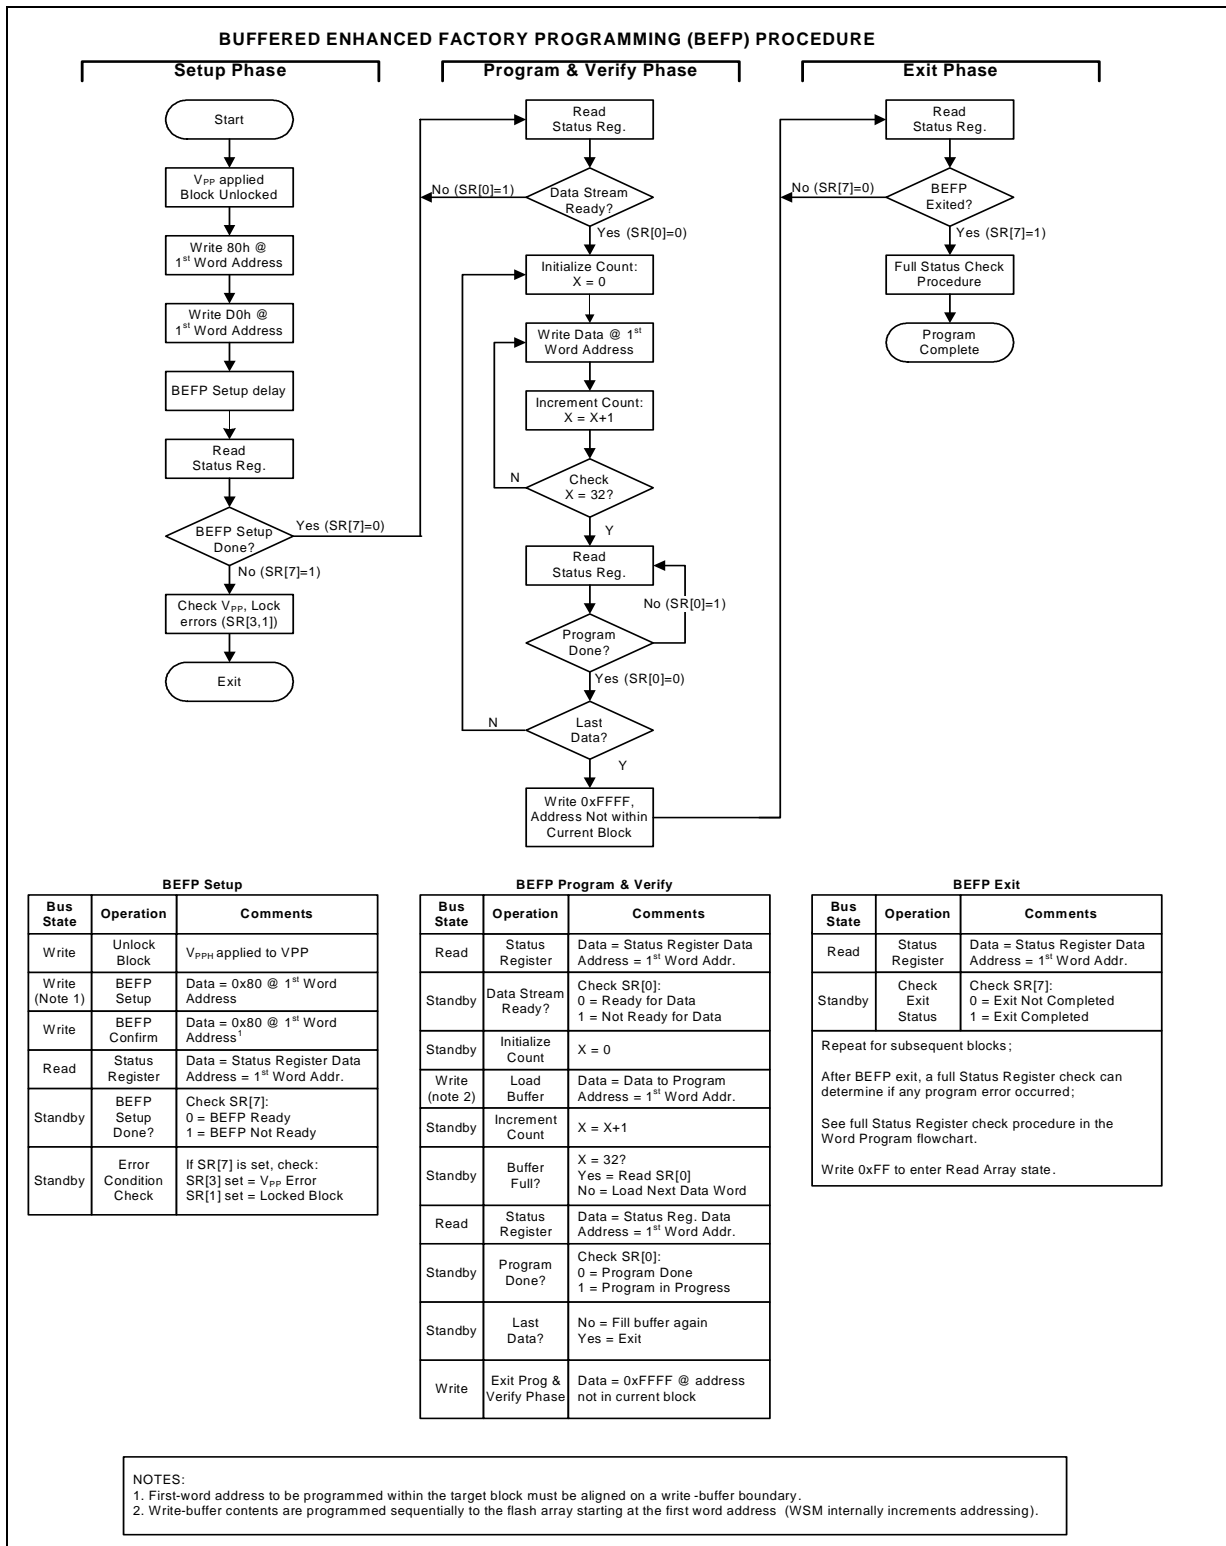 BUFFERED ENHANCED FACTORY PROGRAMMING (BEFP) PROCEDURE
Setup Phase
Start
VPP applied
Block Unlocked
Write 80h @
1st Word Address
Write D0h @
1st Word Address
BEFP Setup delay
Read
Status Reg.
BEFP Setup
Done?
Yes (SR[7]=0)
No (SR[7]=1)
Check VPP, Lock
errors (SR[3,1])
Exit
Program & Verify Phase
Read
Status Reg.
No (SR[0]=1)
Data Stream
Ready?
Yes (SR[0]=0)
Initialize Count:
X = 0
Write Data @ 1st
Word Address
Increment Count:
X = X+1
N
Check
X = 32?
Y
Read
Status Reg.
No (SR[0]=1)
Program
Done?
Yes (SR[0]=0)
N
Last
Data?
Y
Write 0xFFFF,
Address Not within
Current Block
Exit Phase
Read
Status Reg.
No (SR[7]=0)
BEFP
Exited?
Yes (SR[7]=1)
Full Status Check
Procedure
Program
Complete
BEFP Setup
Bus
State
Operation
Comments
Write
Unlock
Block
VPPH applied to VPP
Write
(Note 1)
BEFP
Setup
Data = 0x80 @ 1st Word
Address
Write
BEFP
Confirm
Data = 0x80 @ 1st Word
Address1
Read
Status
Register
Data = Status Register Data
Address = 1st Word Addr.
Standby
BEFP
Setup
Done?
Check SR[7]:
0 = BEFP Ready
1 = BEFP Not Ready
Standby
Error
Condition
Check
If SR[7] is set, check:
SR[3] set = VPP Error
SR[1] set = Locked Block
BEFP Program & Verify
Bus
State
Operation
Comments
Read
Status
Register
Data = Status Register Data
Address = 1st Word Addr.
Standby
Data Stream
Ready?
Check SR[0]:
0 = Ready for Data
1 = Not Ready for Data
Standby
Initialize
Count
X = 0
Write
(note 2)
Load
Buffer
Data = Data to Program
Address = 1st Word Addr.
Standby
Increment
Count
X = X+1
Standby
Buffer
Full?
X = 32?
Yes = Read SR[0]
No = Load Next Data Word
Read
Status
Register
Data = Status Reg. Data
Address = 1st Word Addr.
Standby
Program
Done?
Check SR[0]:
0 = Program Done
1 = Program in Progress
Standby
Last
Data?
No = Fill buffer again
Yes = Exit
Write
Exit Prog &
Verify Phase
Data = 0xFFFF @ address
not in current block
BEFP Exit
Bus
State
Operation
Comments
Read
Status
Register
Data = Status Register Data
Address = 1st Word Addr.
Standby
Check
Exit
Status
Check SR[7]:
0 = Exit Not Completed
1 = Exit Completed
Repeat for subsequent blocks;
After BEFP exit, a full Status Register check can
determine if any program error occurred;
See full Status Register check procedure in the
Word Program flowchart.
Write 0xFF to enter Read Array state.
NOTES:
1. First-word address to be programmed within the target block must be aligned on a write -buffer boundary.
2. Write-buffer contents are programmed sequentially to the flash array starting at the first word address (WSM internally increments addressing).